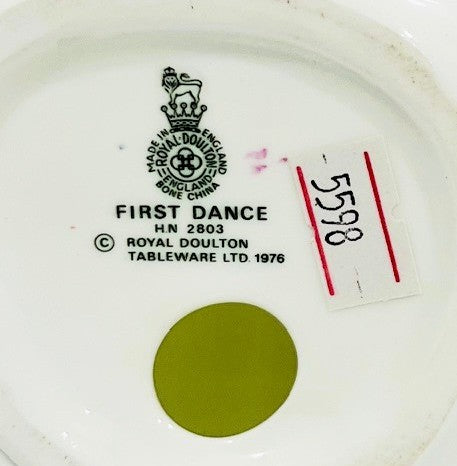 MADE IN ENGLAND
ROYAL·DOULTON
ENGLAND
BONE CHINA
FIRST DANCE
H.N 2803
© ROYAL DOULTON
TABLEWARE LTD. 1976
5598